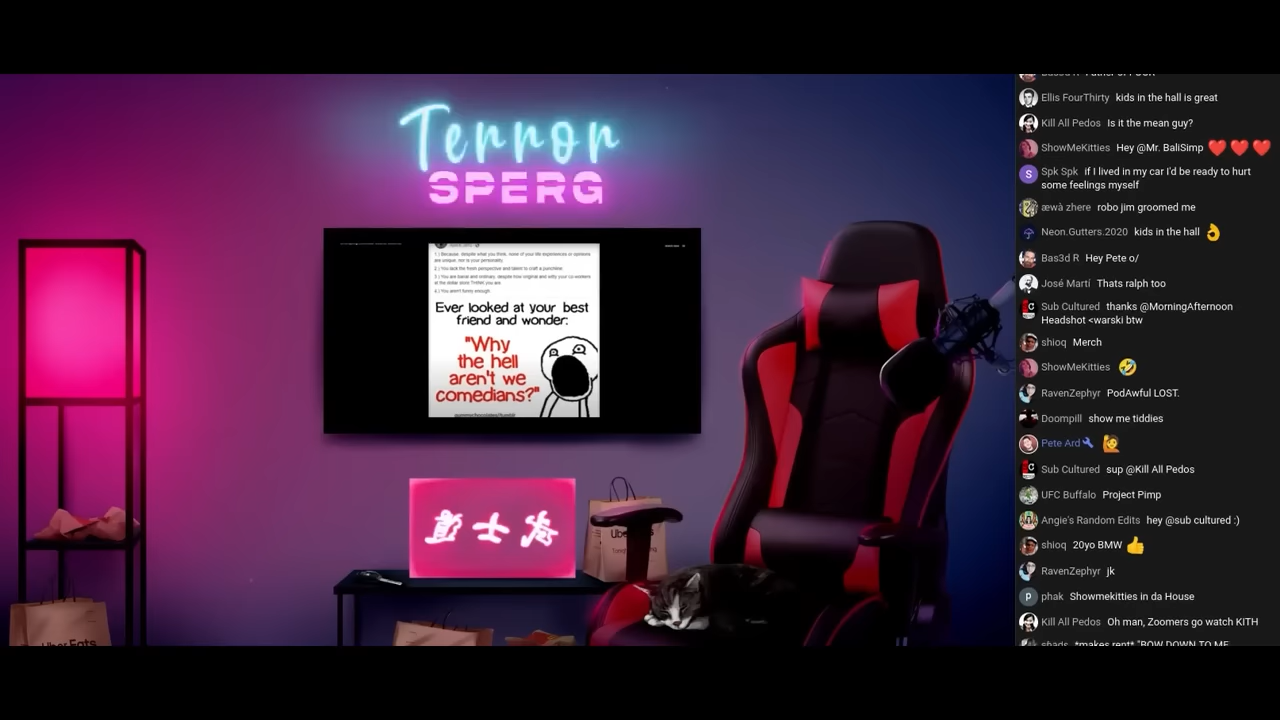 Terror
SPERG
1.) Because, despite what you think, none of your life experiences or opinions
are unique, nor is your personality.
2.) You lack the fresh perspective and talent to craft a punchline.
3.) You are banal and ordinary, despite how original and witty your co-workers
4.) You aren't funny enough.
Ever looked at your best
friend and wonder:
"Why
the hell
aren't we
comedians?"
Uber Eats
Ellis FourThirty kids in the hall is great
Kill All Pedos Is it the mean guy?
ShowMeKitties Hey @Mr. BaliSimp ❤️ ❤️ ❤️
S
Spk Spk if I lived in my car I'd be ready to hurt
some feelings myself
æwà zhere robo jim groomed me
Neon.Gutters.2020 kids in the hall 👌
Bas3d R Hey Pete o/
José Martí Thats ralph too
Sub Cultured thanks @MorningAfternoon
Headshot <warski btw
shioq Merch
ShowMeKitties 🤣
RavenZephyr PodAwful LOST.
Doompill show me tiddies
Pete Ard🔧 🙋
Sub Cultured sup @Kill All Pedos
UFC Buffalo Project Pimp
Angie's Random Edits hey @sub cultured :)
shioq 20yo BMW 👍
RavenZephyr jk
P
phak Showmekitties in da House
Kill All Pedos Oh man, Zoomers go watch KITH